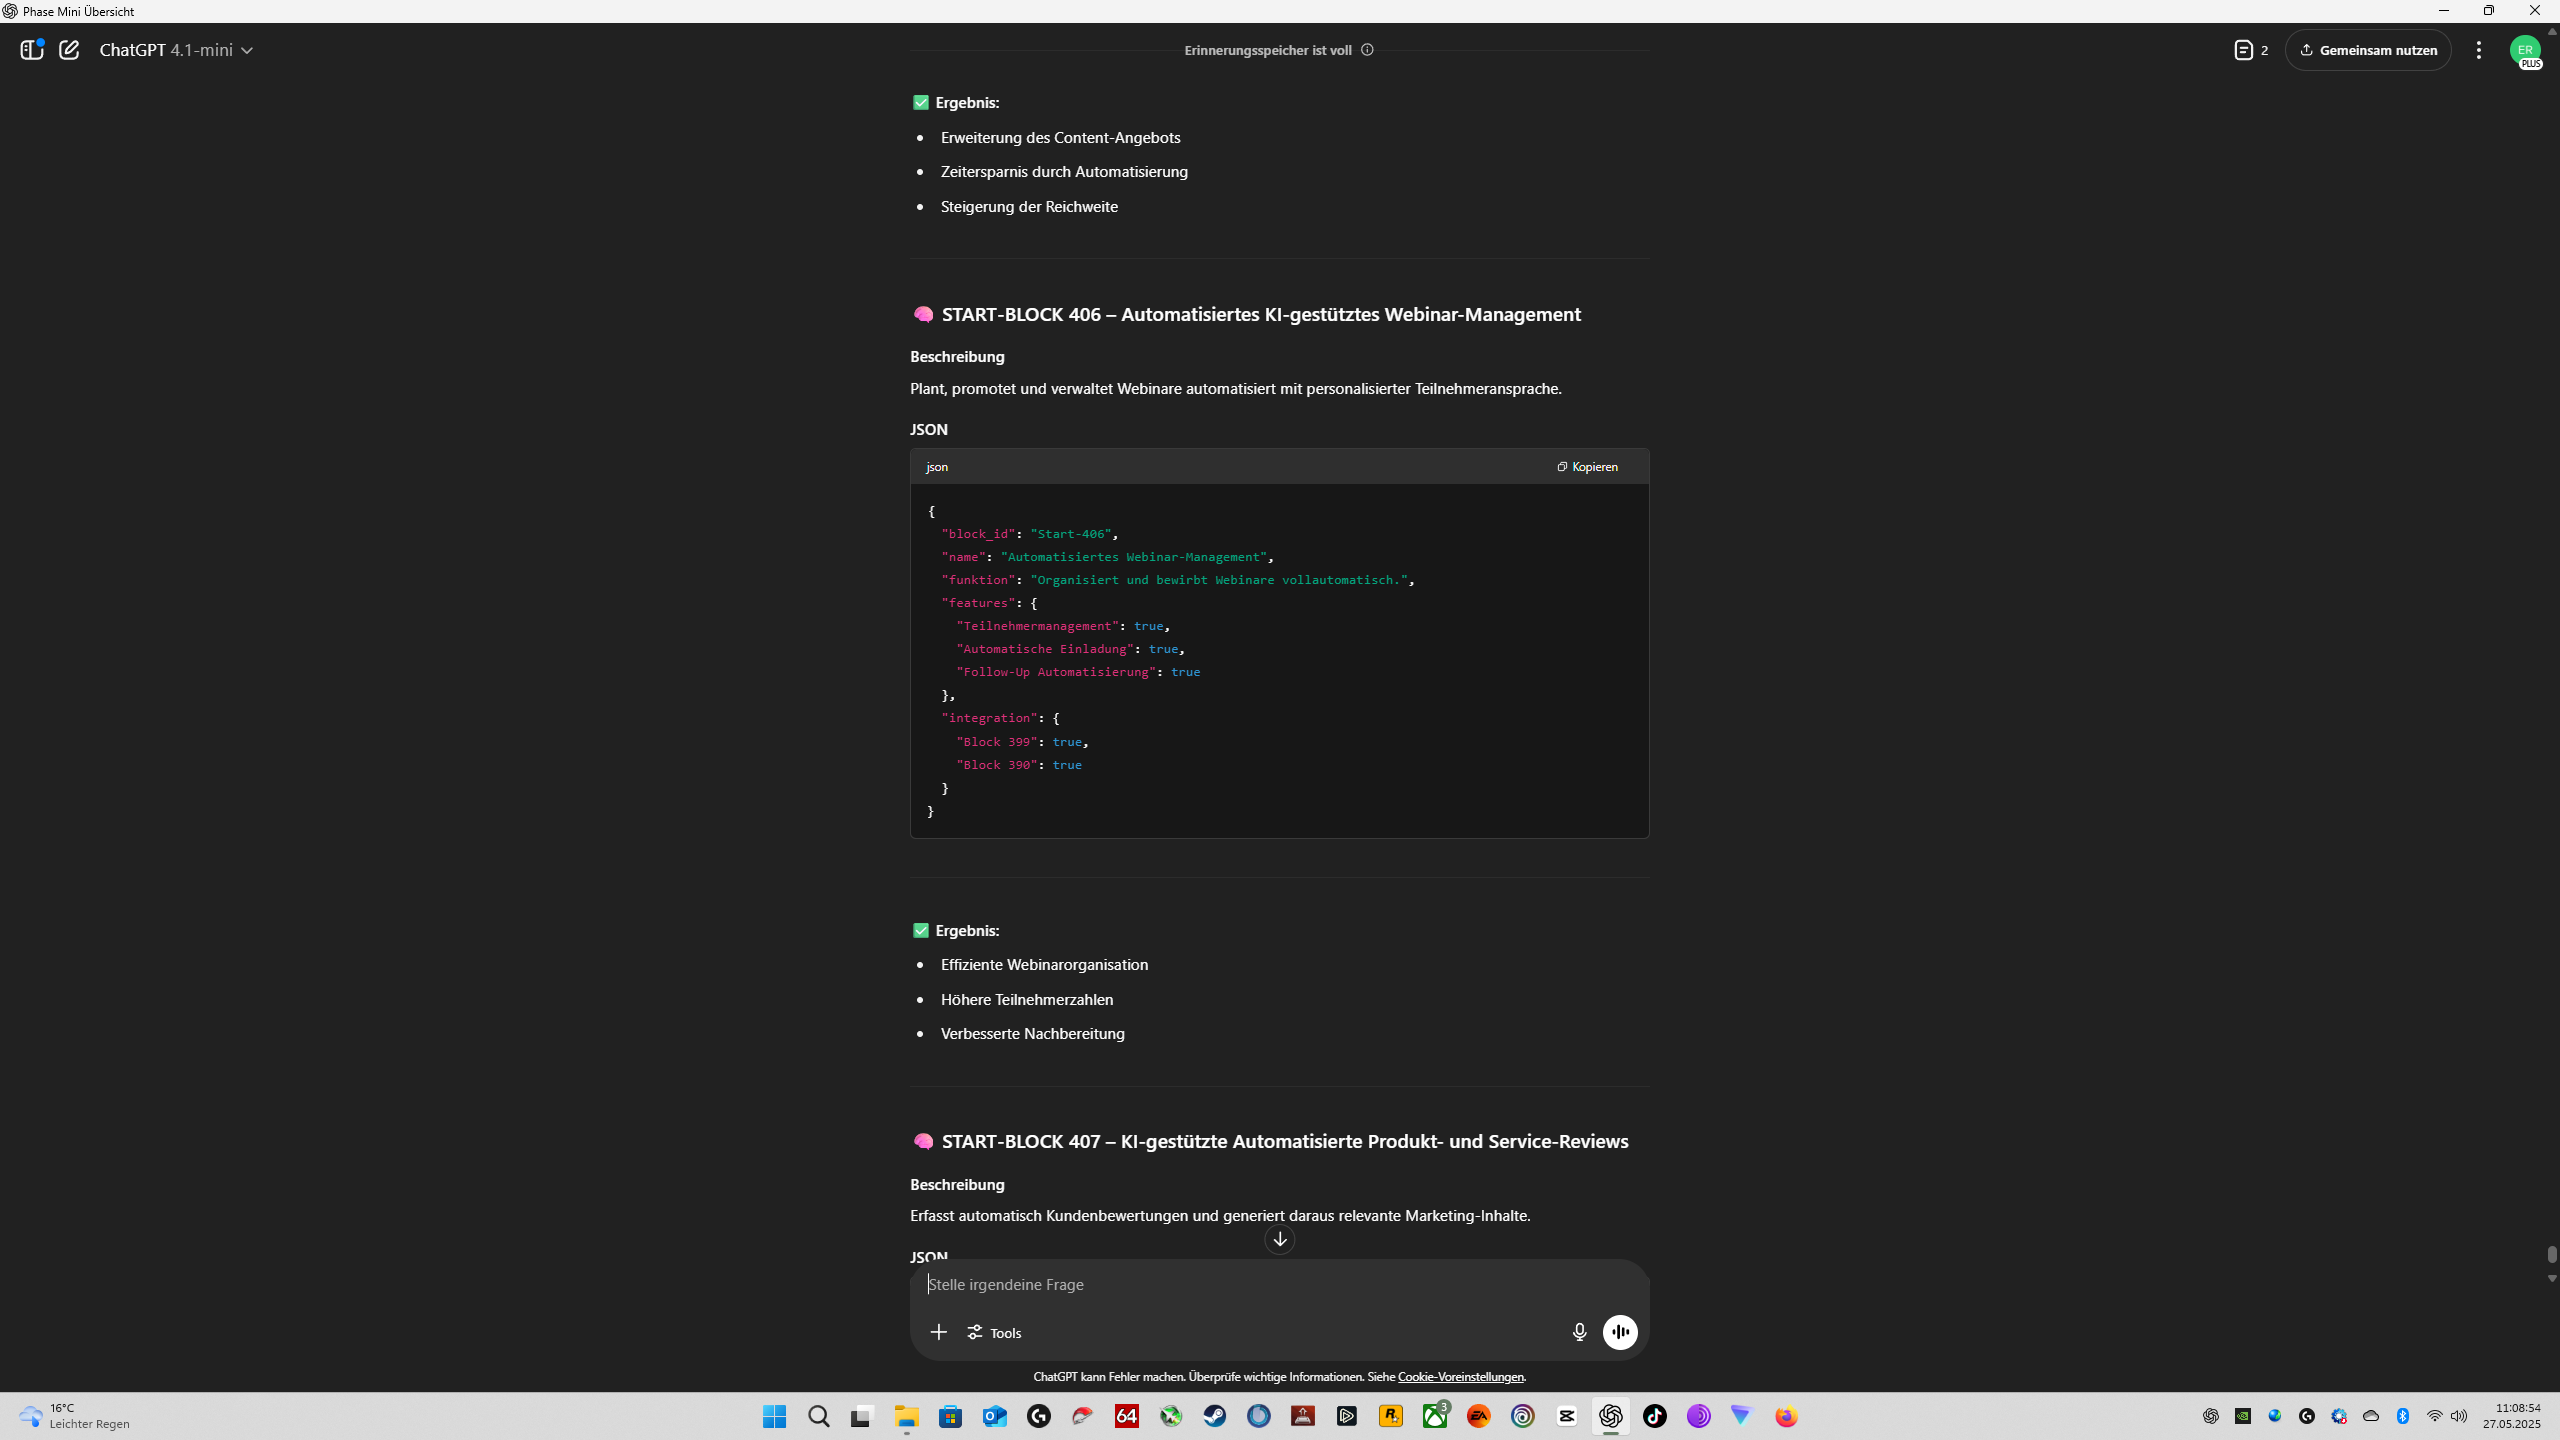 Phase Mini Übersicht
ChatGPT 4.1-mini
Erinnerungsspeicher ist voll
2
Gemeinsam nutzen
ER
PLUS
Ergebnis:
Erweiterung des Content-Angebots
Zeitersparnis durch Automatisierung
Steigerung der Reichweite
START-BLOCK 406 – Automatisiertes KI-gestütztes Webinar-Management
Beschreibung
Plant, promotet und verwaltet Webinare automatisiert mit personalisierter Teilnehmeransprache.
JSON
json
Kopieren
{
"block_id": "Start-406",
"name": "Automatisiertes Webinar-Management",
"funktion": "Organisiert und bewirbt Webinare vollautomatisch.",
"features": {
"Teilnehmermanagement": true,
"Automatische Einladung": true,
"Follow-Up Automatisierung": true
},
"integration": {
"Block 399": true,
"Block 390": true
}
}
Ergebnis:
Effiziente Webinarorganisation
Höhere Teilnehmerzahlen
Verbesserte Nachbereitung
START-BLOCK 407 – KI-gestützte Automatisierte Produkt- und Service-Reviews
Beschreibung
Erfasst automatisch Kundenbewertungen und generiert daraus relevante Marketing-Inhalte.
JSON
Stelle irgendeine Frage
Tools
ChatGPT kann Fehler machen. Überprüfe wichtige Informationen. Siehe Cookie-Voreinstellungen.
16°C
Leichter Regen
64
3
EA
11:08:54
27.05.2025